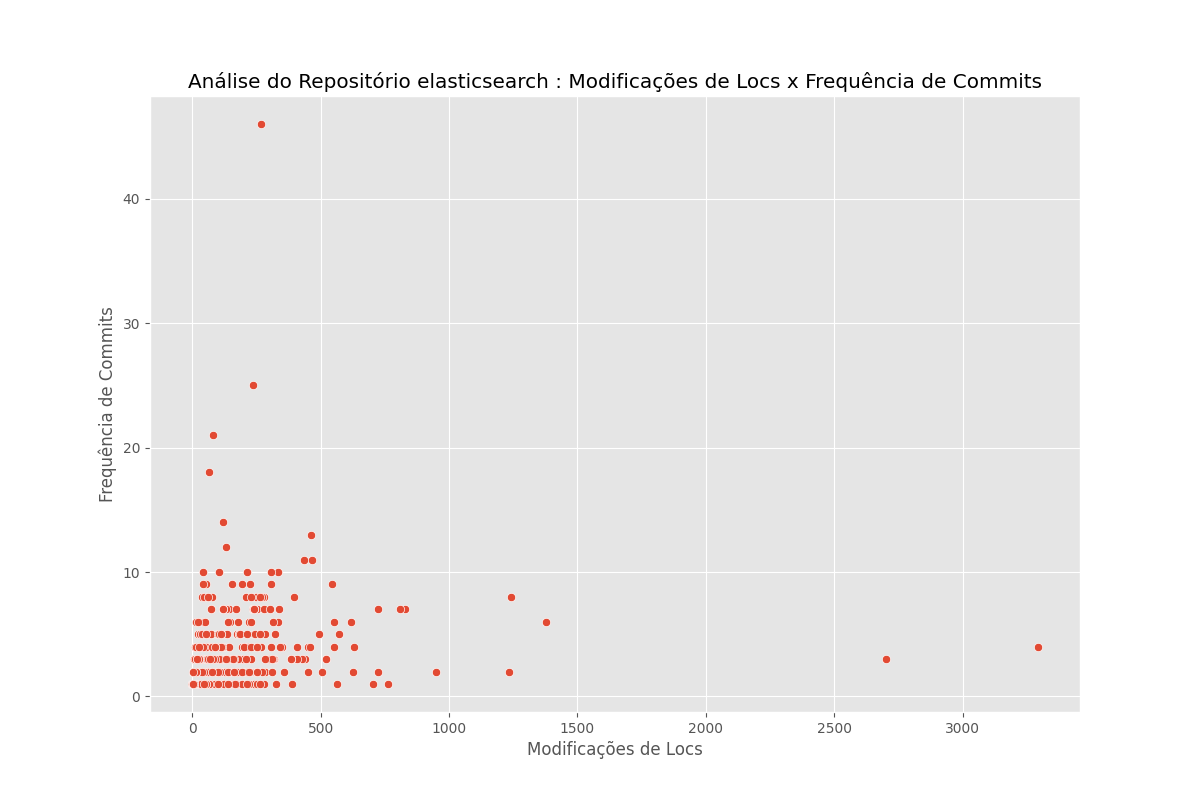 Análise do Repositório elasticsearch : Modificações de Locs x Frequência de Commits
Frequência de Commits
40
30
20
10
0
0 500 1000 1500 2000 2500 3000
Modificações de Locs